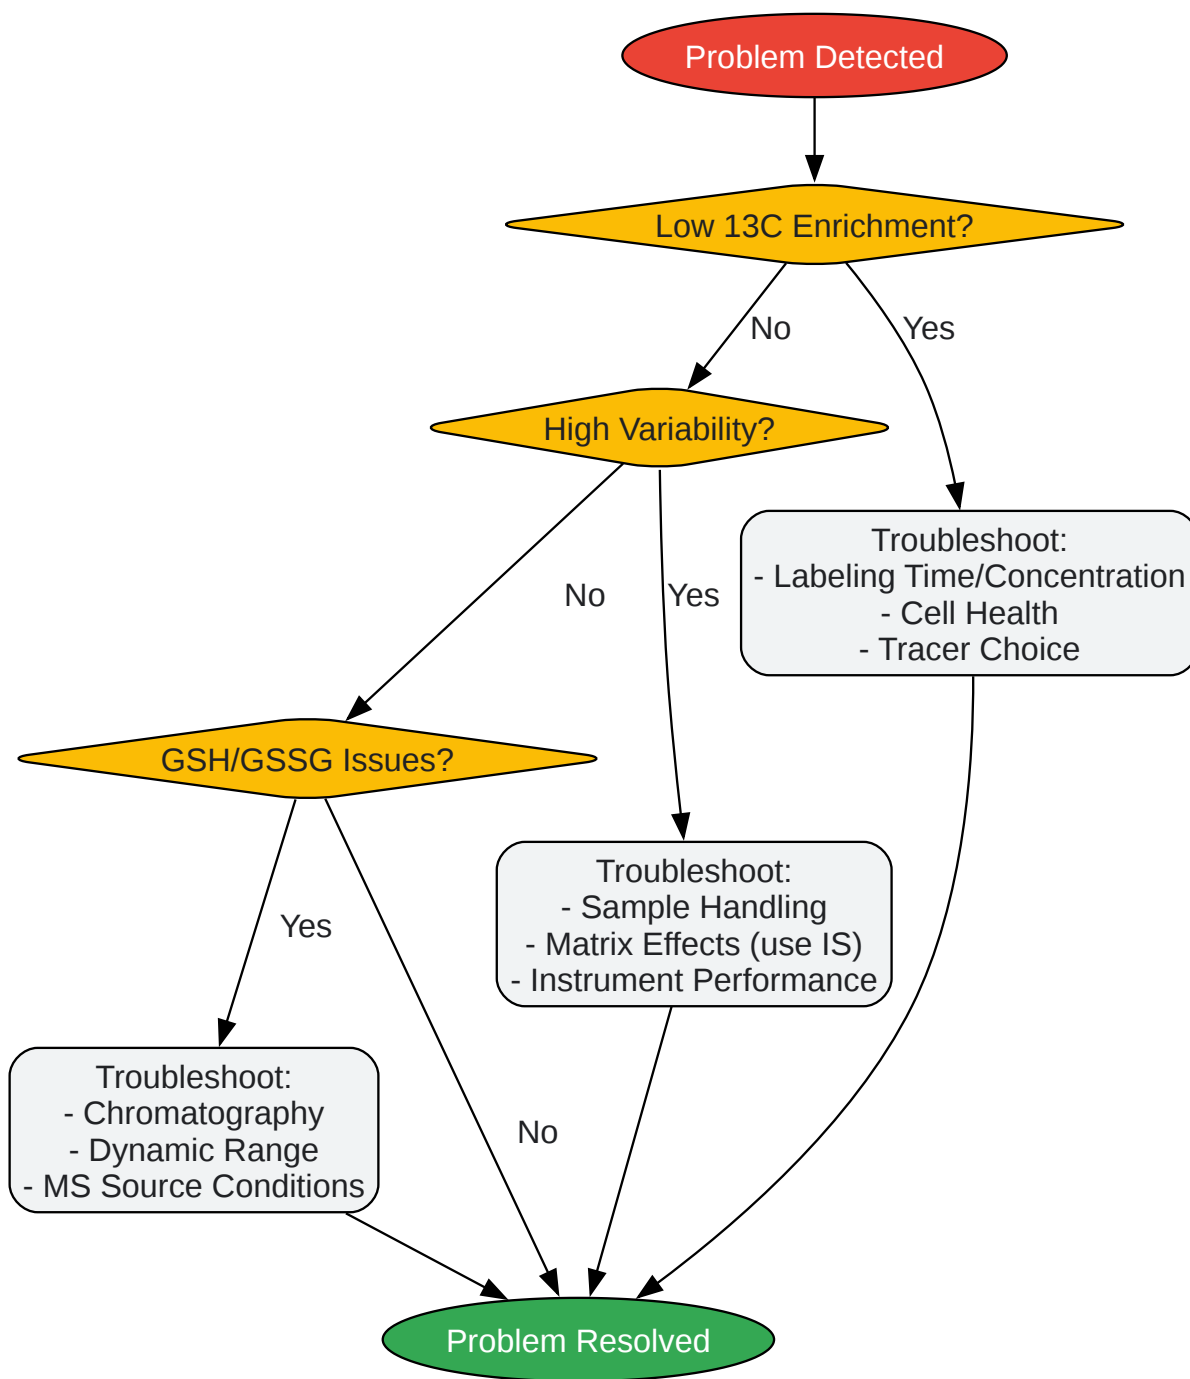 Problem Detected
Low 13C Enrichment?
No
Yes
High Variability?
No
Yes
Troubleshoot:
- Labeling Time/Concentration
- Cell Health
- Tracer Choice
GSH/GSSG Issues?
Troubleshoot:
- Sample Handling
- Matrix Effects (use IS)
- Instrument Performance
Yes
No
Troubleshoot:
- Chromatography
- Dynamic Range
- MS Source Conditions
Problem Resolved